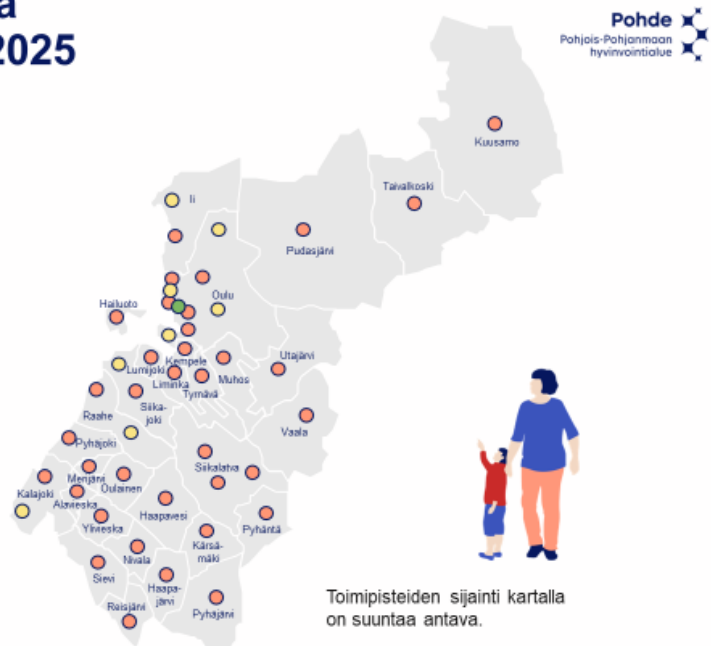 a
2025
Pohde
Pohjois-Pohjanmaan
hyvinvointialue
Kuusamo
Taivalkoski
Ii
Pudasjärvi
Oulu
Hailuoto
Utajärvi
Kempele
Lumijoki
Muhos
Liminka
Tyrnävä
Siika-
joki
Raahe
Vaala
Pyhäjoki
Siikalatva
Merijärvi
Kalajoki
Oulainen
Alavieska
Haapavesi
Ylivieska
Pyhäntä
Kärsä-
mäki
Nivala
Sievi
Haapa-
järvi
Reisjärvi
Pyhäjärvi
Toimipisteiden sijainti kartalla
on suuntaa antava.